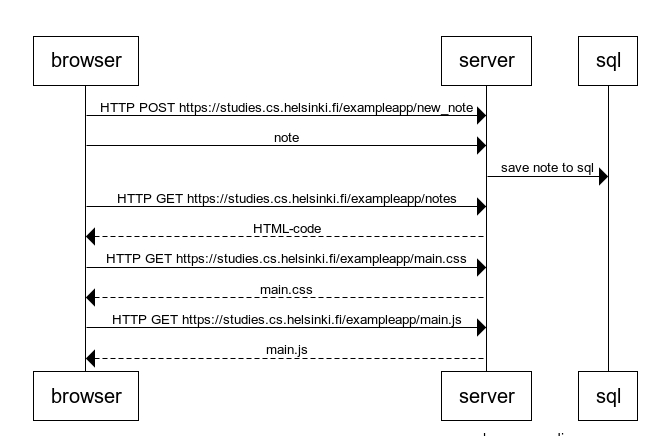 browser server sql
HTTP POST https://studies.cs.helsinki.fi/exampleapp/new_note
note
save note to sql
HTTP GET https://studies.cs.helsinki.fi/exampleapp/notes
HTML-code
HTTP GET https://studies.cs.helsinki.fi/exampleapp/main.css
main.css
HTTP GET https://studies.cs.helsinki.fi/exampleapp/main.js
main.js
browser server sql